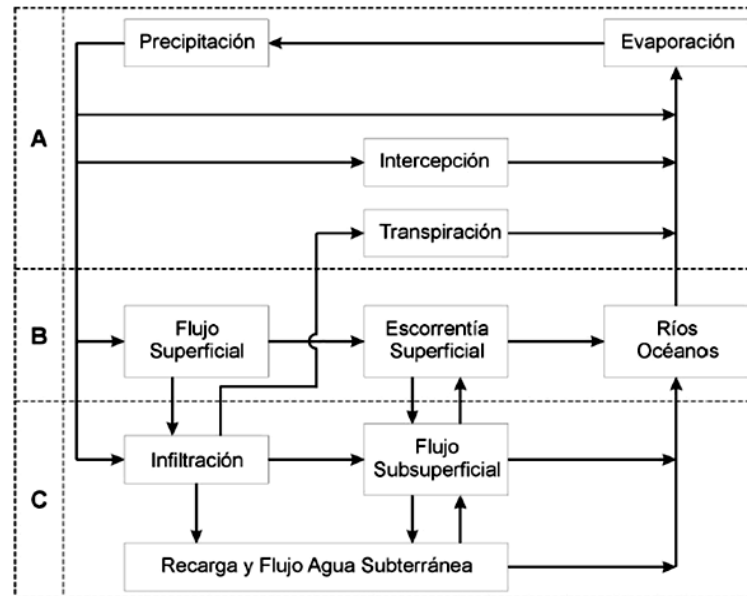 Precipitación
Evaporación
A
Intercepción
Transpiración
B
Flujo
Superficial
Escorrentía
Superficial
Ríos
Océanos
C
Infiltración
Flujo
Subsuperficial
Recarga y Flujo Agua Subterránea